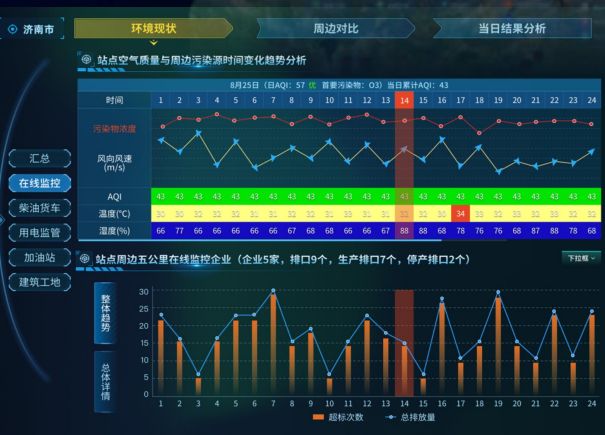 济南市
环境现状
周边对比
当日结果分析
站点空气质量与周边污染源时间变化趋势分析
8月25日（日AQI：57 优 首要污染物：O3）当日累计AQI：43
时间 1 2 3 4 5 6 7 8 9 10 11 12 13 14 15 16 17 18 19 20 21 22 23 24
污染物浓度
风向风速
(m/s)
AQI 43 43 43 43 43 43 43 43 43 43 43 43 43 43 43 43 43 43 43 43 43 43 43 43
温度(℃) 30 30 32 32 32 31 31 30 32 32 33 31 31 32 32 30 34 33 32 32 32 33 32 32
湿度(%) 66 77 66 66 66 66 67 67 68 66 66 66 67 88 88 68 78 76 76 68 87 88 78 68
汇总
在线监控
柴油货车
用电监管
加油站
建筑工地
站点周边五公里在线监控企业（企业5家，排口9个，生产排口7个，停产排口2个）
下拉框
整体趋势
总体详情
30
25
20
15
10
5
0
1 2 3 4 5 6 7 8 9 10 11 12 13 14 15 16 17 18 19 20 21 22 23 24
超标次数 总排放量